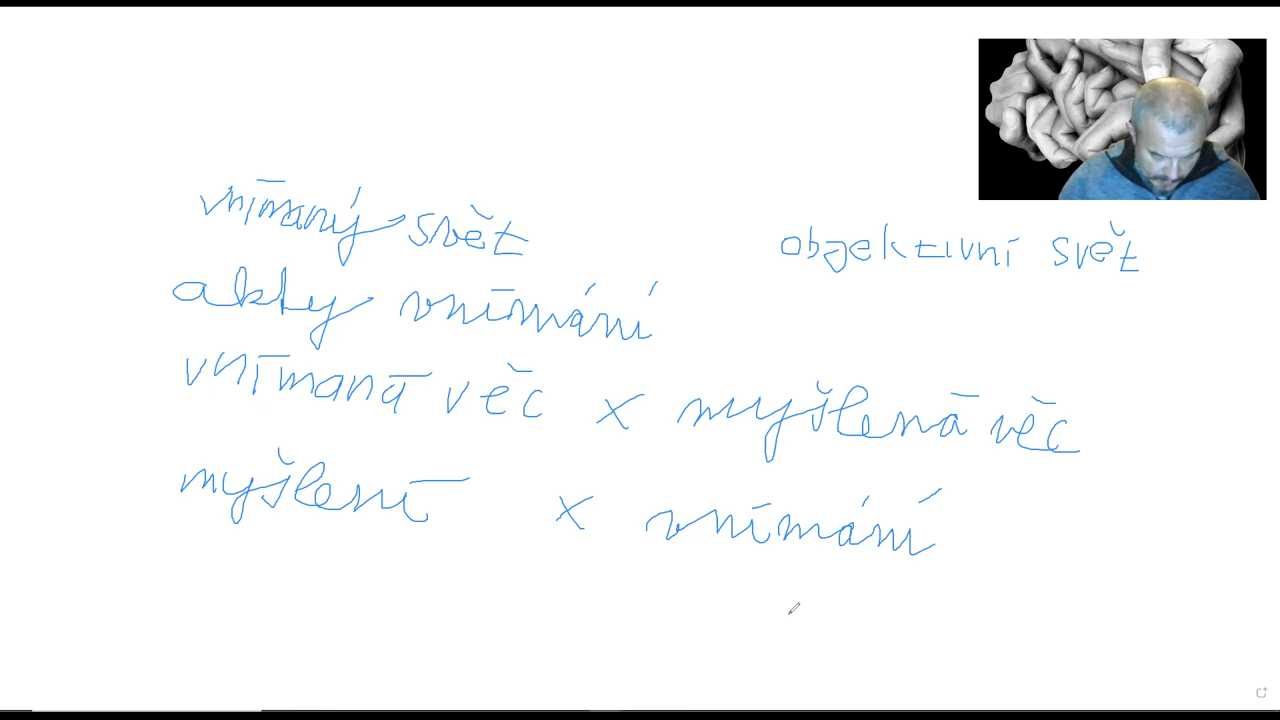 vnímaný svět objektivní svět
akty vnímání
vnímaná věc x myšlená věc
myšlení x vnímání